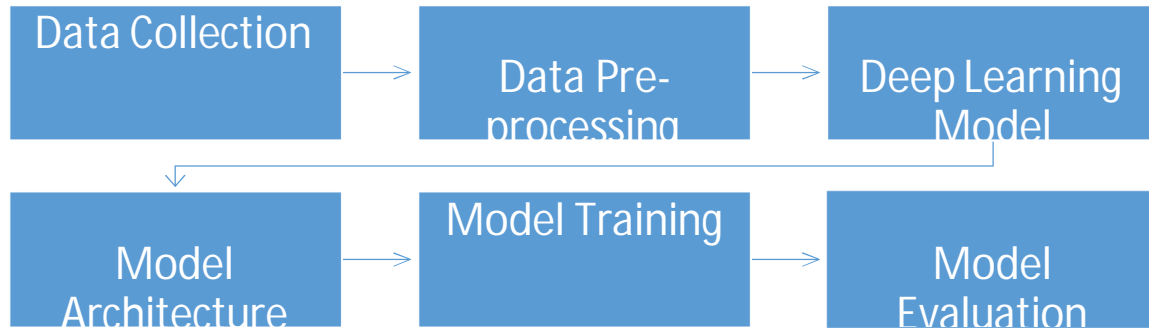 Data Collection
Data Pre-
processing
Deep Learning
Model
Model
Architecture
Model Training
Model
Evaluation